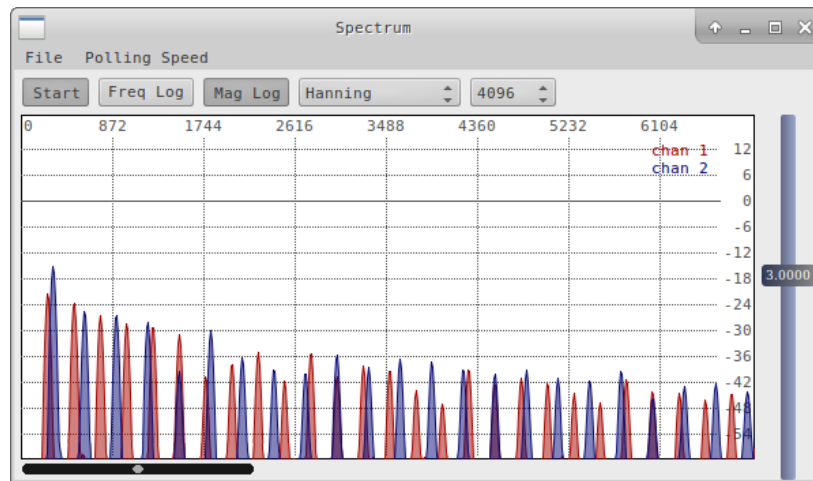 Spectrum
File Polling Speed
Start Freq Log Mag Log Hanning 4096
0 872 1744 2616 3488 4360 5232 6104
chan 1 12
chan 2 6
0
-6
-12
-18 3.0000
-24
-30
-36
-42
-48
-54